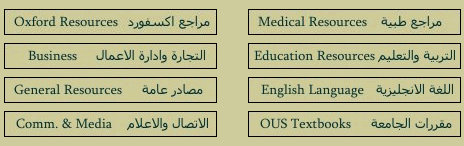 Oxford Resources مراجع اكسفورد
Medical Resources مراجع طبية
Business التجارة وادارة الاعمال
Education Resources التربية والتعليم
General Resources مصادر عامة
English Language اللغة الانجليزية
Comm. & Media الاتصال والاعلام
OUS Textbooks مقررات الجامعة